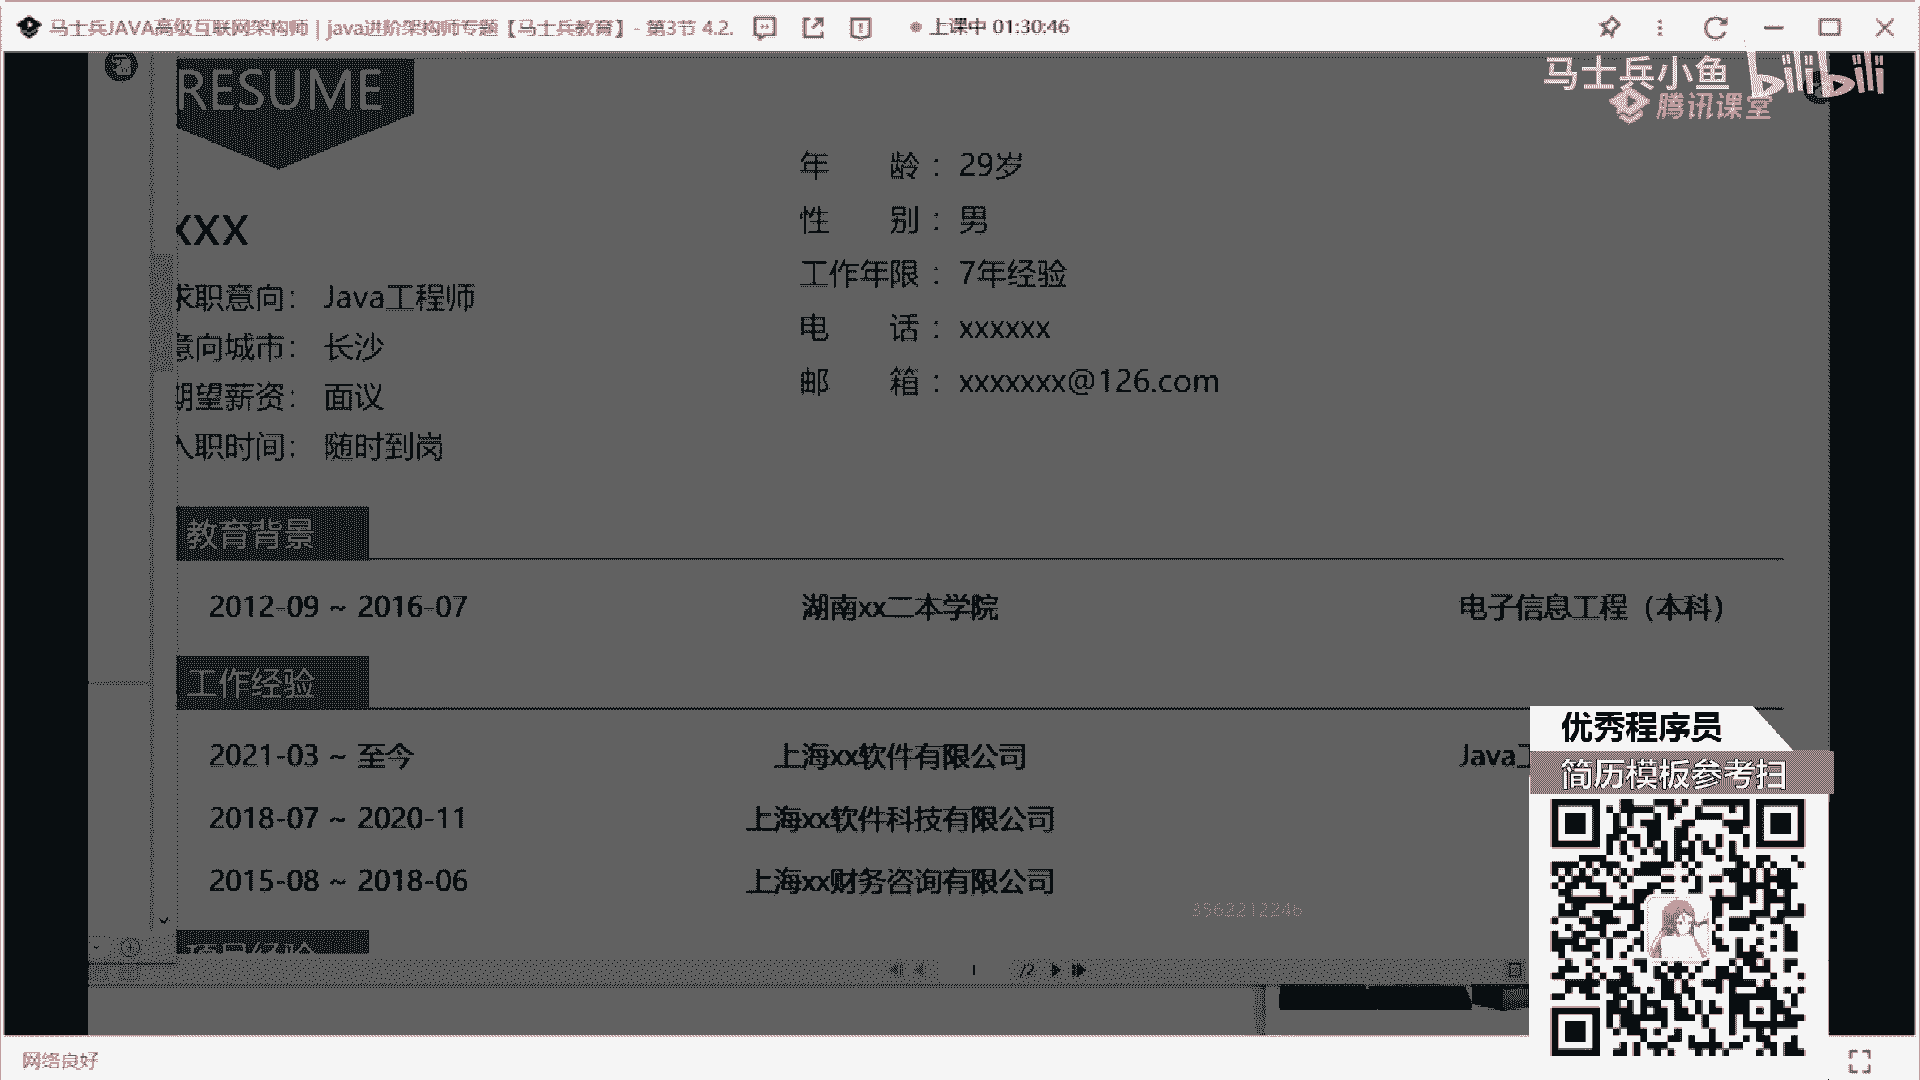 马士兵JAVA高级互联网架构师 | java进阶架构师专题【马士兵教育】- 第3节 4.2.
上课中 01:30:46
马士兵小鱼 bilibili
腾讯课堂
RESUME
年 龄 : 29岁
性 别 : 男
XXX
工作年限 : 7年经验
求职意向: Java工程师
电 话 : xxxxxx
意向城市: 长沙
邮 箱 : xxxxxxx@126.com
期望薪资: 面议
入职时间: 随时到岗
教育背景
2012-09 ~ 2016-07 湖南xx二本学院 电子信息工程（本科）
工作经验
2021-03 ~ 至今 上海xx软件有限公司 Java工
2018-07 ~ 2020-11 上海xx软件科技有限公司
2015-08 ~ 2018-06 上海xx财务咨询有限公司
优秀程序员
简历模板参考扫
3562212246
项目经验
1 /2
网络良好